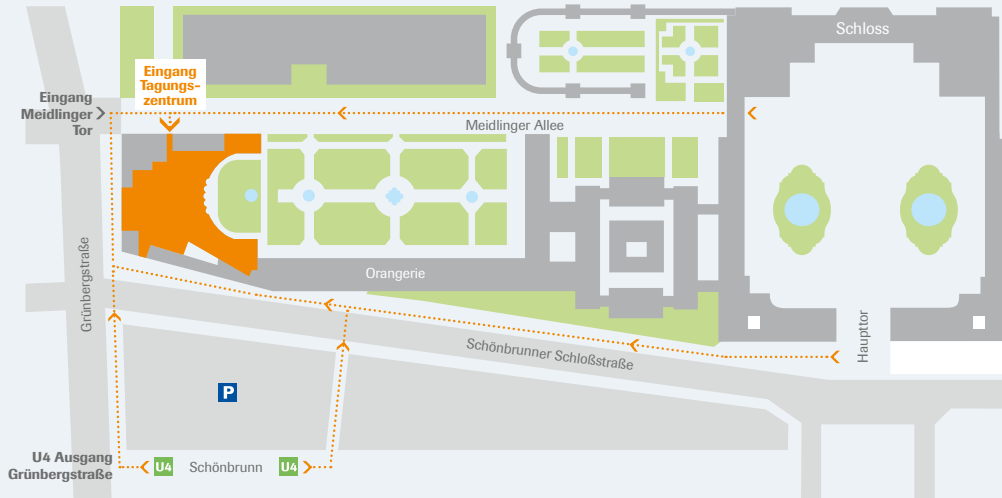 Schloss
Eingang
Tagungs-
zentrum
Eingang
Meidlinger
Tor
Meidlinger Allee
Grünbergstraße
Orangerie
Haupttor
Schönbrunner Schloßstraße
P
U4 Ausgang
Grünbergstraße
U4 Schönbrunn U4